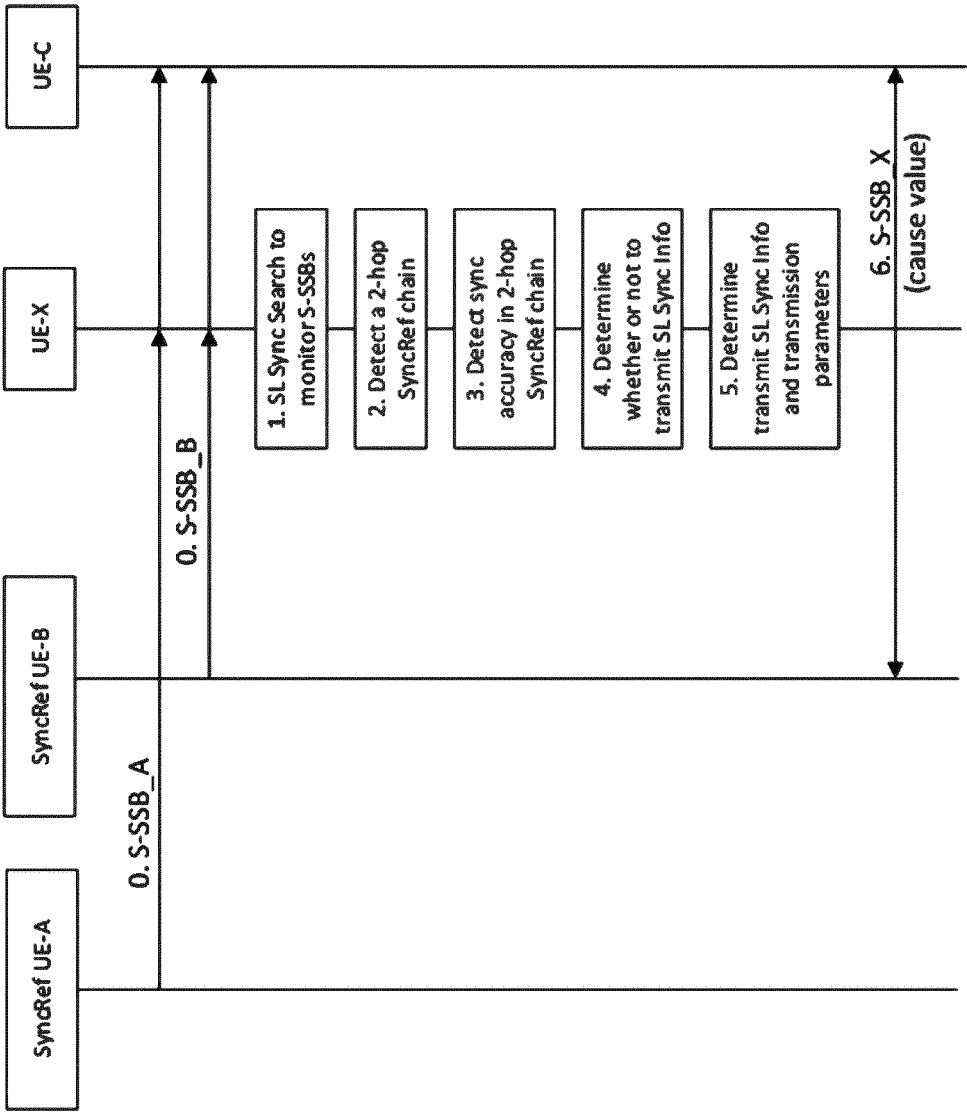 SyncRef UE-A
SyncRef UE-B
UE-X
UE-C
0. S-SSB_A
0. S-SSB_B
1. SL Sync Search to
monitor S-SSBs
2. Detect a 2-hop
SyncRef chain
3. Detect sync
accuracy in 2-hop
SyncRef chain
4. Determine
whether or not to
transmit SL Sync Info
5. Determine
transmit SL Sync Info
and transmission
parameters
6. S-SSB_X
(cause value)